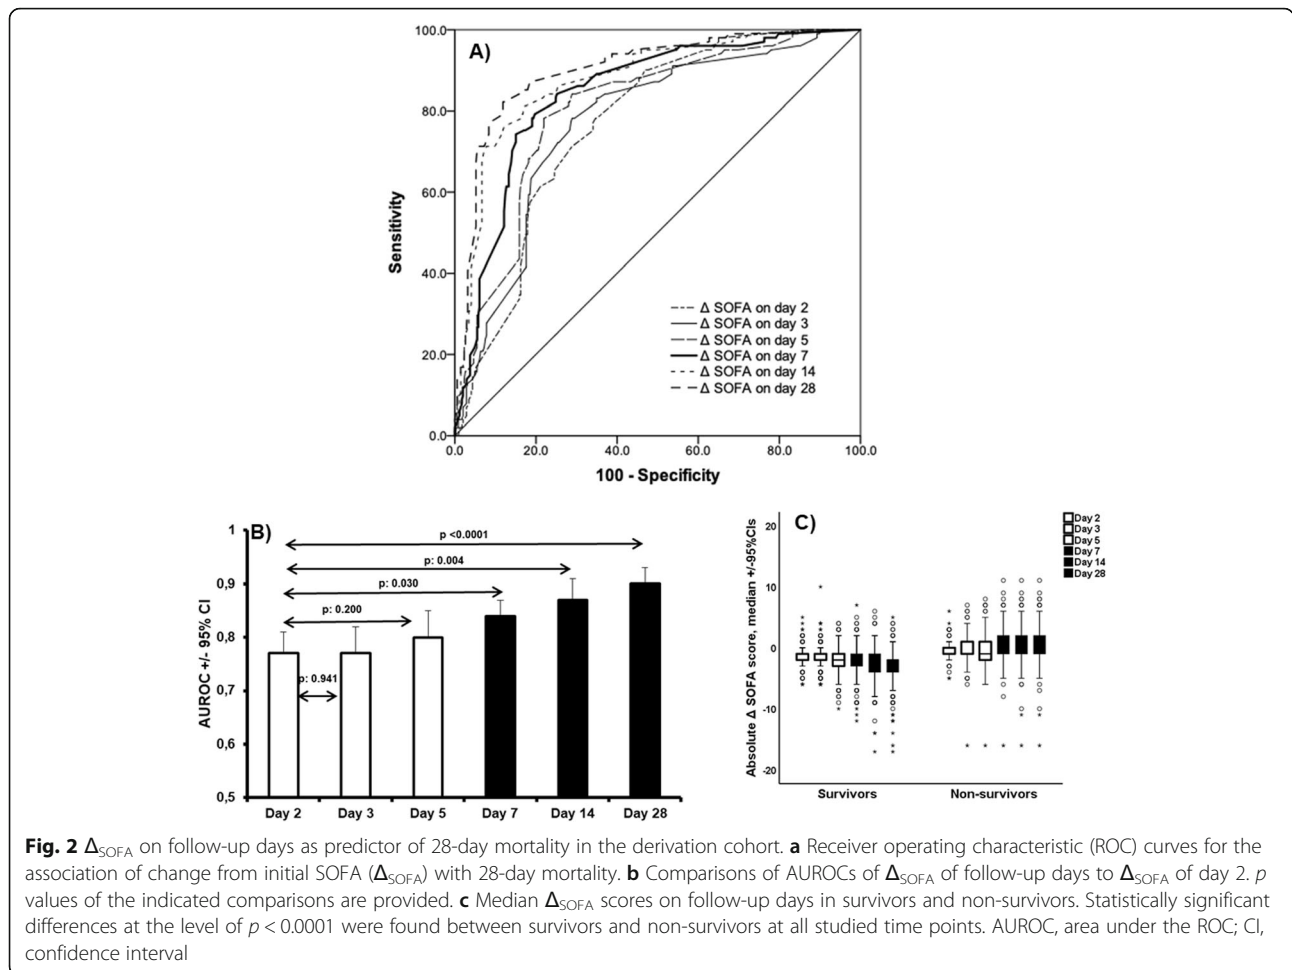 A)
100.0
80.0
60.0
40.0
20.0
0.0
Sensitivity
Δ SOFA on day 2
Δ SOFA on day 3
Δ SOFA on day 5
Δ SOFA on day 7
Δ SOFA on day 14
Δ SOFA on day 28
0.0 20.0 40.0 60.0 80.0 100.0
100 - Specificity
B)
1
0,9
0,8
0,7
0,6
0,5
AUROC +/- 95% CI
p <0.0001
p: 0.004
p: 0.030
p: 0.200
p: 0.941
Day 2 Day 3 Day 5 Day 7 Day 14 Day 28
C)
20
10
0
-10
-20
Absolute Δ SOFA score, median +/-95%CIs
Day 2
Day 3
Day 5
Day 7
Day 14
Day 28
Survivors Non-survivors
Fig. 2 ΔSOFA on follow-up days as predictor of 28-day mortality in the derivation cohort. a Receiver operating characteristic (ROC) curves for the
association of change from initial SOFA (ΔSOFA) with 28-day mortality. b Comparisons of AUROCs of ΔSOFA of follow-up days to ΔSOFA of day 2. p
values of the indicated comparisons are provided. c Median ΔSOFA scores on follow-up days in survivors and non-survivors. Statistically significant
differences at the level of p < 0.0001 were found between survivors and non-survivors at all studied time points. AUROC, area under the ROC; CI,
confidence interval